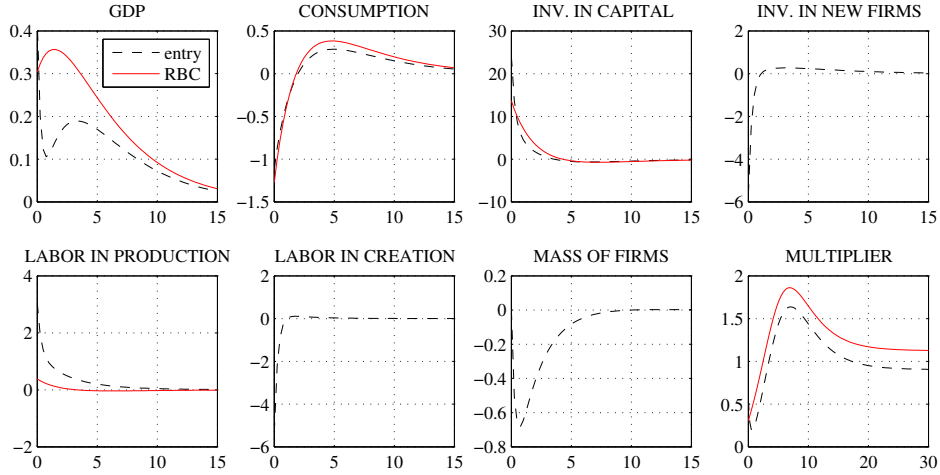 GDP
0.4
0.3
0.2
0.1
0
0 5 10 15
entry
RBC
CONSUMPTION
0.5
0
−0.5
−1
−1.5
0 5 10 15
INV. IN CAPITAL
30
20
10
0
−10
0 5 10 15
INV. IN NEW FIRMS
2
0
−2
−4
−6
0 5 10 15
LABOR IN PRODUCTION
4
2
0
−2
0 5 10 15
LABOR IN CREATION
2
0
−2
−4
−6
0 5 10 15
MASS OF FIRMS
0.2
0
−0.2
−0.4
−0.6
−0.8
0 5 10 15
MULTIPLIER
2
1.5
1
0.5
0
0 10 20 30